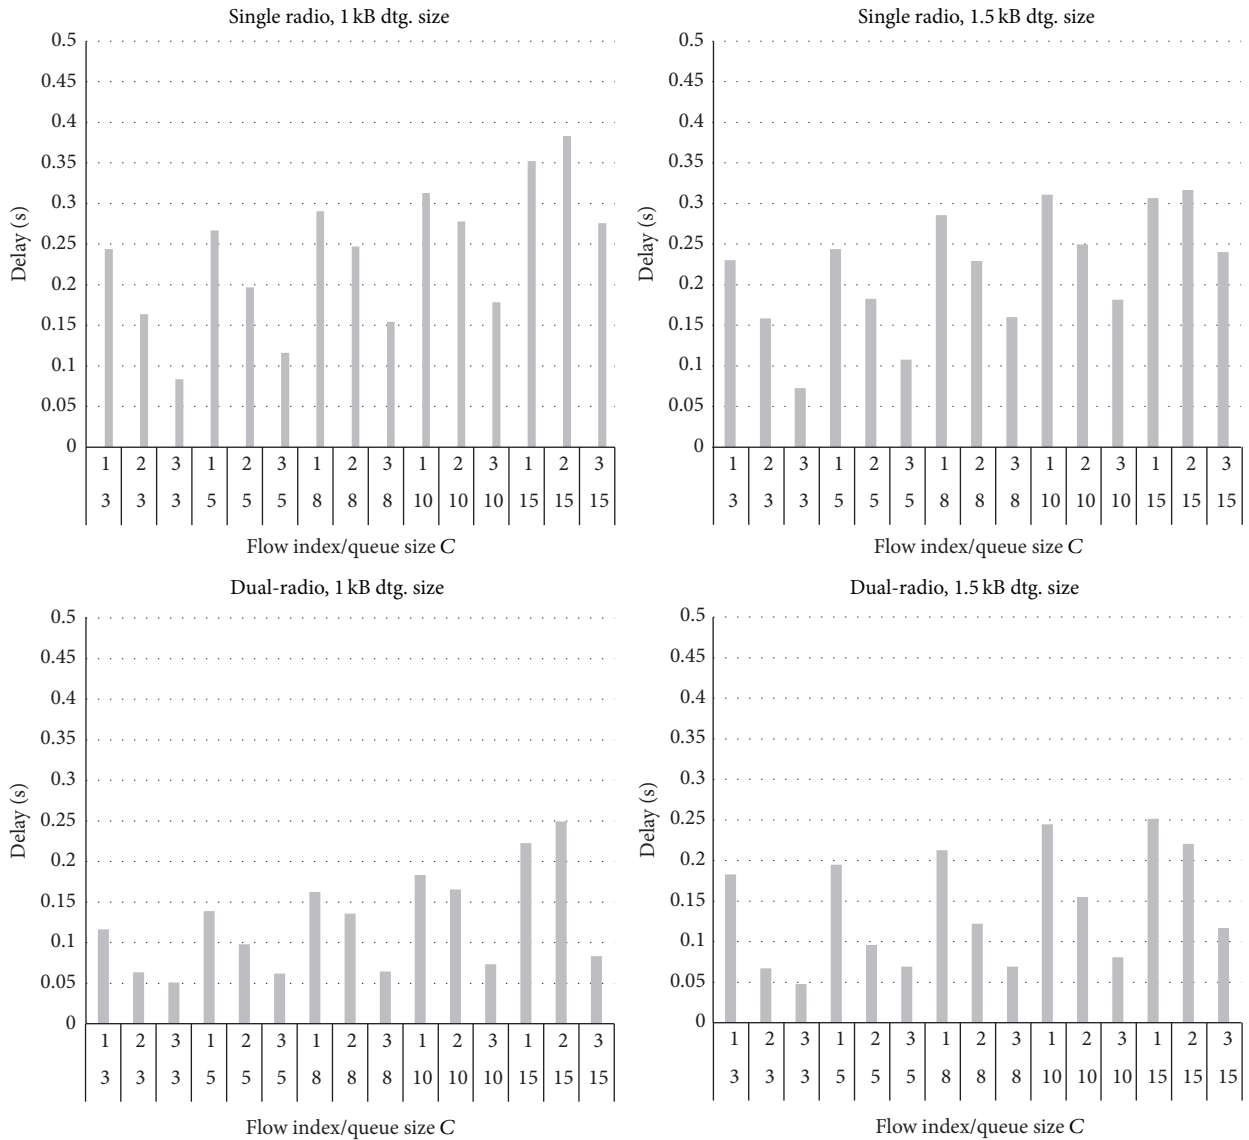 Single radio, 1 kB dtg. size
0.5
0.45
0.4
0.35
0.3
0.25
0.2
0.15
0.1
0.05
0
Delay (s)
1 2 3 1 2 3 1 2 3 1 2 3 1 2 3
3 3 3 5 5 5 8 8 8 10 10 10 15 15 15
Flow index/queue size C
Single radio, 1.5 kB dtg. size
0.5
0.45
0.4
0.35
0.3
0.25
0.2
0.15
0.1
0.05
0
Delay (s)
1 2 3 1 2 3 1 2 3 1 2 3 1 2 3
3 3 3 5 5 5 8 8 8 10 10 10 15 15 15
Flow index/queue size C
Dual-radio, 1 kB dtg. size
0.5
0.45
0.4
0.35
0.3
0.25
0.2
0.15
0.1
0.05
0
Delay (s)
1 2 3 1 2 3 1 2 3 1 2 3 1 2 3
3 3 3 5 5 5 8 8 8 10 10 10 15 15 15
Flow index/queue size C
Dual-radio, 1.5 kB dtg. size
0.5
0.45
0.4
0.35
0.3
0.25
0.2
0.15
0.1
0.05
0
Delay (s)
1 2 3 1 2 3 1 2 3 1 2 3 1 2 3
3 3 3 5 5 5 8 8 8 10 10 10 15 15 15
Flow index/queue size C